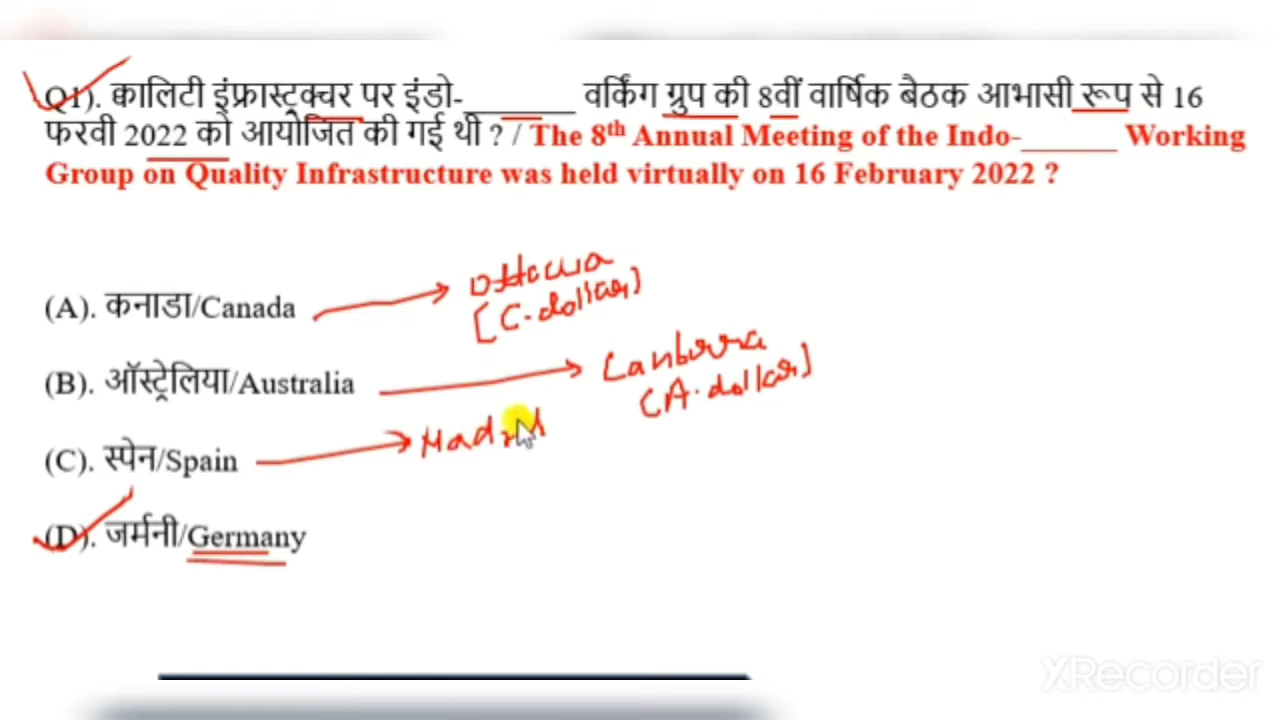 Q1). क्वालिटी इंफ्रास्ट्रक्चर पर इंडो-_______ वर्किंग ग्रुप की 8वीं वार्षिक बैठक आभासी रूप से 16
फरवी 2022 को आयोजित की गई थी ? / The 8th Annual Meeting of the Indo-______ Working
Group on Quality Infrastructure was held virtually on 16 February 2022 ?
(A). कनाडा/Canada
Ottawa
[C.dollar]
(B). ऑस्ट्रेलिया/Australia
Canberra
(A.dollar]
(C). स्पेन/Spain
(D). जर्मनी/Germany
XRecorder